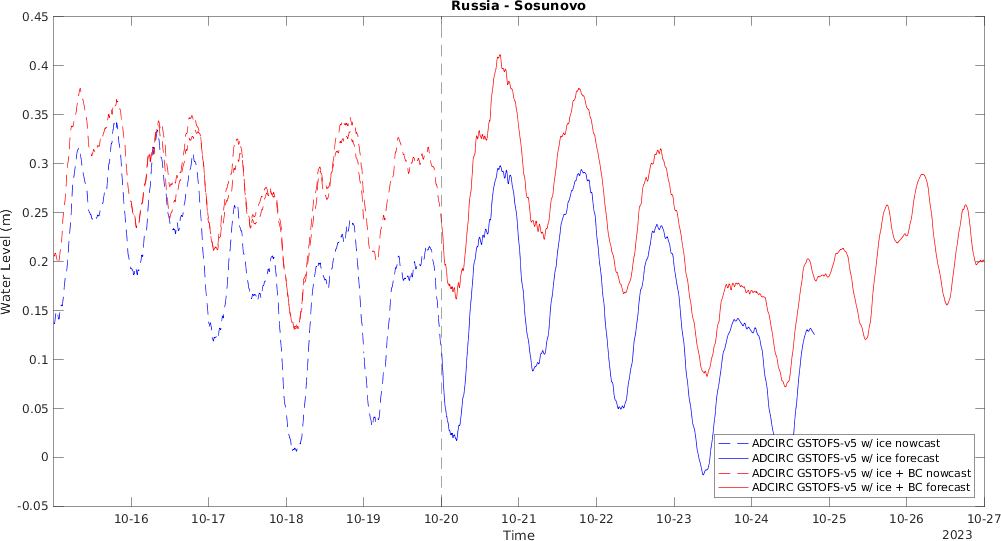 Russia - Sosunovo
0.45
0.4
0.35
0.3
0.25
0.2
0.15
0.1
0.05
0
-0.05
Water Level (m)
ADCIRC GSTOFS-v5 w/ ice nowcast
ADCIRC GSTOFS-v5 w/ ice forecast
ADCIRC GSTOFS-v5 w/ ice + BC nowcast
ADCIRC GSTOFS-v5 w/ ice + BC forecast
10-16 10-17 10-18 10-19 10-20 10-21 10-22 10-23 10-24 10-25 10-26 10-27
Time
2023